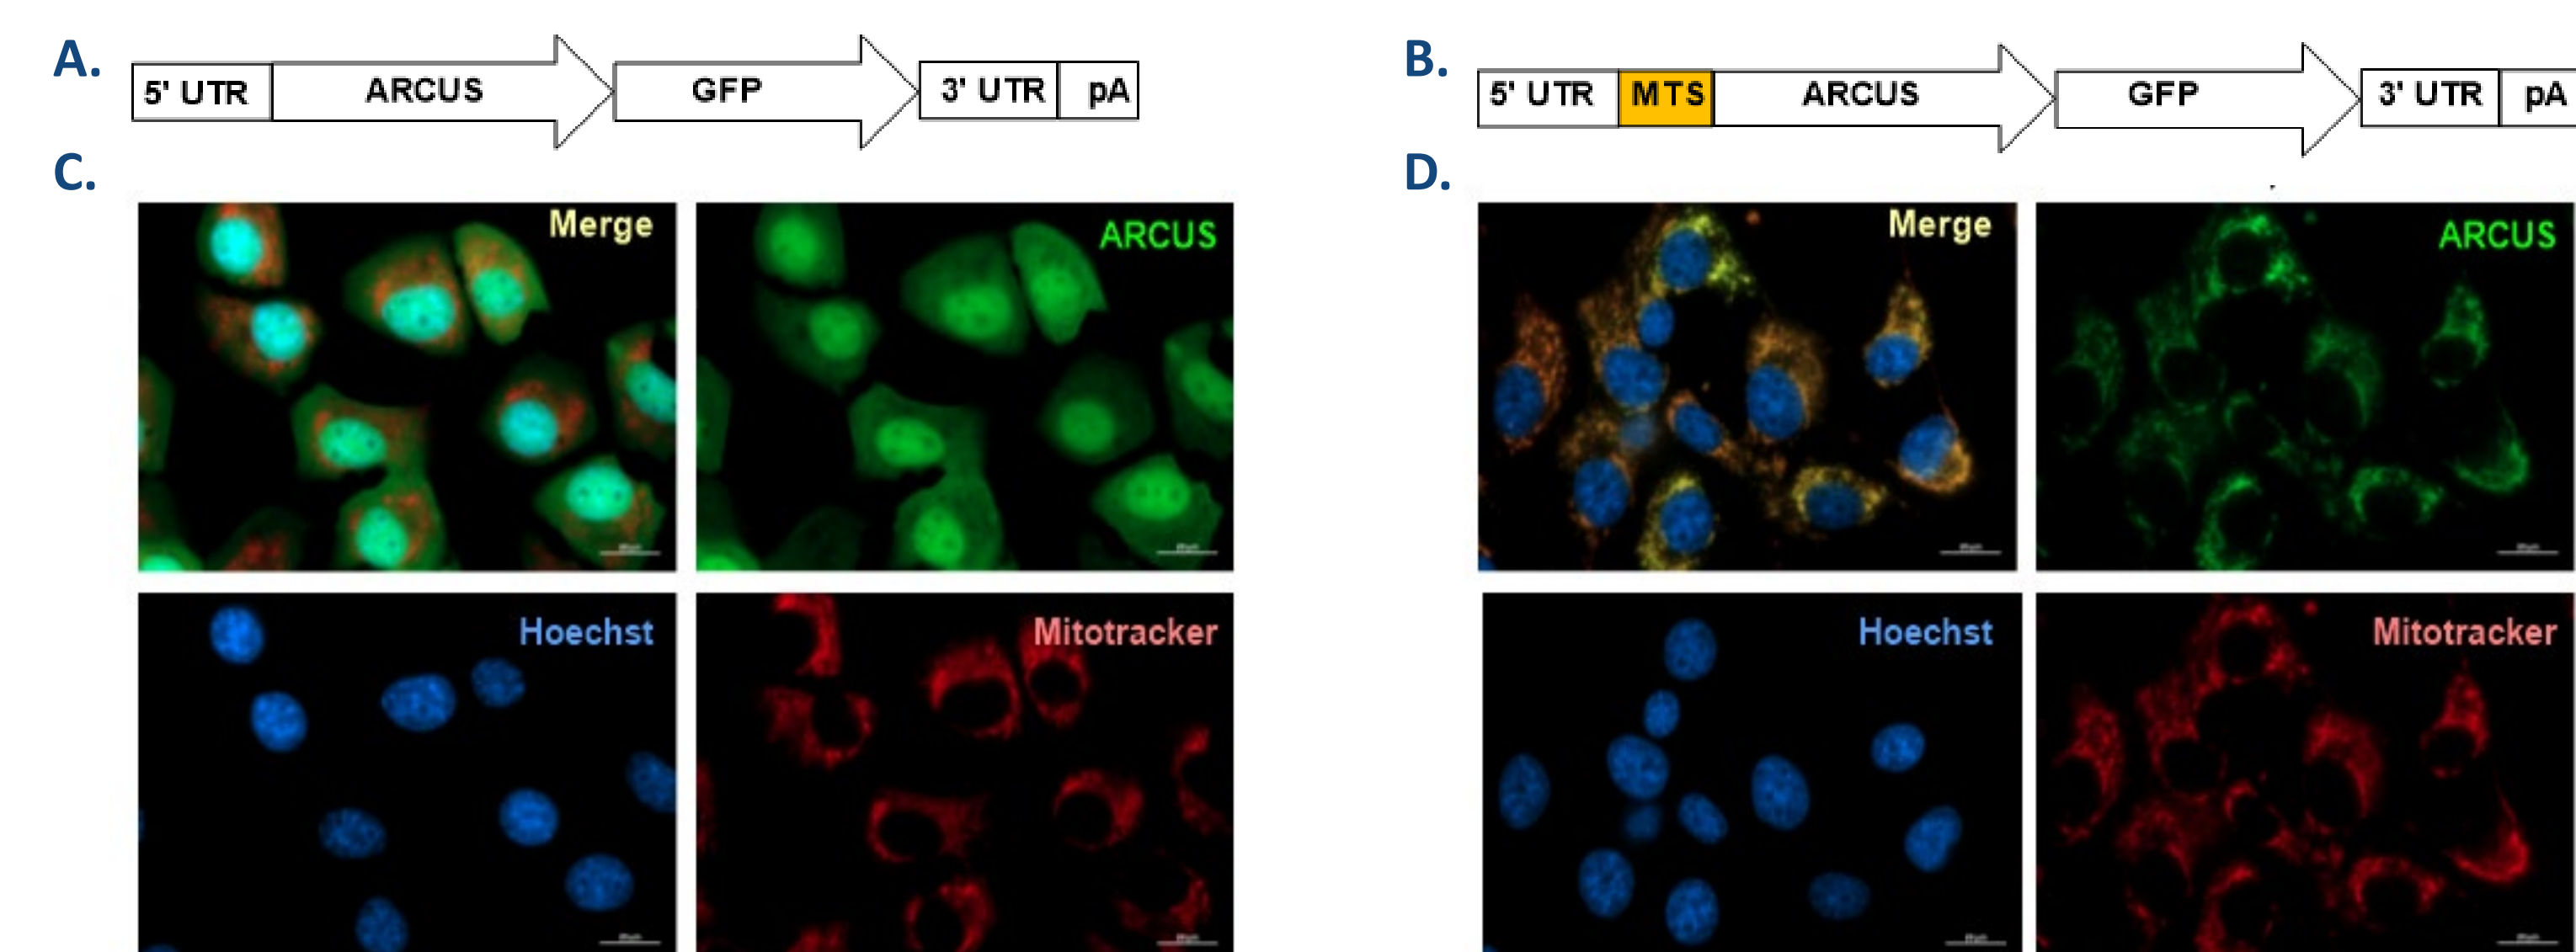 A.
5' UTR ARCUS GFP 3' UTR pA
B.
5' UTR MTS ARCUS GFP 3' UTR pA
C.
Merge
ARCUS
Hoechst
Mitotracker
D.
Merge
ARCUS
Hoechst
Mitotracker